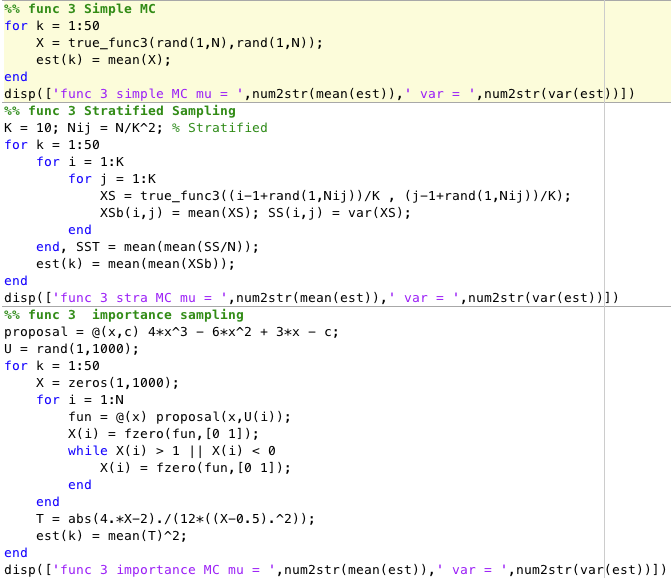 %% func 3 Simple MC
for k = 1:50
    X = true_func3(rand(1,N),rand(1,N));
    est(k) = mean(X);
end
disp(['func 3 simple MC mu = ',num2str(mean(est)),' var = ',num2str(var(est))])
%% func 3 Stratified Sampling
K = 10; Nij = N/K^2; % Stratified
for k = 1:50
    for i = 1:K
        for j = 1:K
            XS = true_func3((i-1+rand(1,Nij))/K , (j-1+rand(1,Nij))/K);
            XSb(i,j) = mean(XS); SS(i,j) = var(XS);
        end
    end, SST = mean(mean(SS/N));
    est(k) = mean(mean(XSb));
end
disp(['func 3 stra MC mu = ',num2str(mean(est)),' var = ',num2str(var(est))])
%% func 3  importance sampling
proposal = @(x,c) 4*x^3 - 6*x^2 + 3*x - c;
U = rand(1,1000);
for k = 1:50
    X = zeros(1,1000);
    for i = 1:N
        fun = @(x) proposal(x,U(i));
        X(i) = fzero(fun,[0 1]);
        while X(i) > 1 || X(i) < 0
            X(i) = fzero(fun,[0 1]);
        end
    end
    T = abs(4.*X-2)./(12*((X-0.5).^2));
    est(k) = mean(T)^2;
end
disp(['func 3 importance MC mu = ',num2str(mean(est)),' var = ',num2str(var(est))])